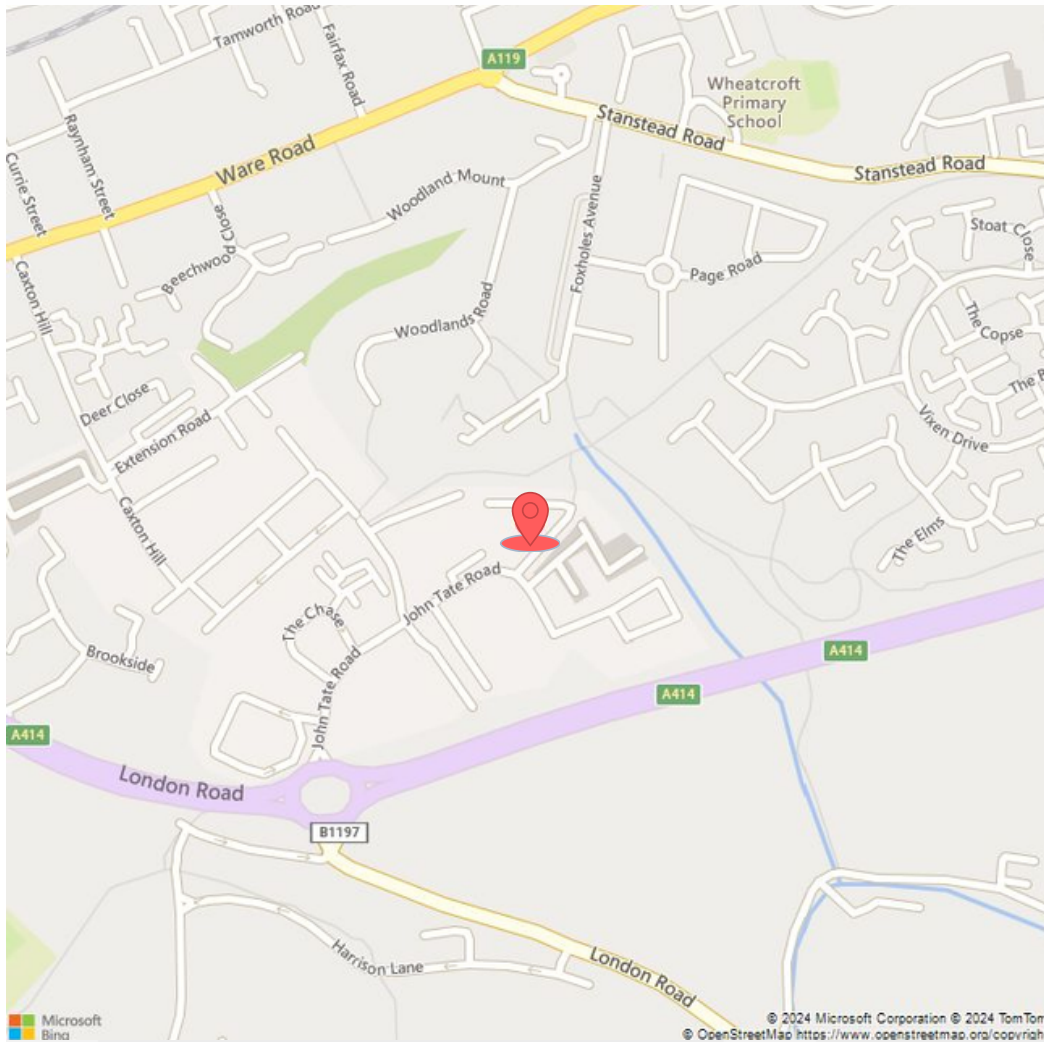 Tamworth Road
Fairfax Road
A119
Wheatcroft
Primary
School
Raynham Street
Currie Street
Ware Road
Stanstead Road
Stanstead Road
Woodland Mount
Foxholes Avenue
Beechwoo
d Close
Stoat Close
Page Road
Caxton Hill
Woodlands Road
The Copse
The B
Deer Close
Vixen Drive
Extension Road
Caxton Hill
The Elms
John Tate Road
The Chase
Brookside
John Tate Road
A414
A414
A414
London Road
B1197
Harrison Lane
London Road
Microsoft
Bing
© 2024 Microsoft Corporation © 2024 TomTom
© OpenStreetMap https://www.openstreetmap.org/copyrigh